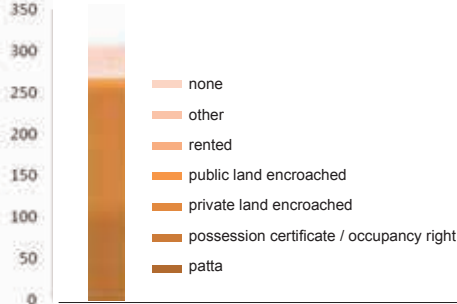 350
300
250
200
150
100
50
0
none
other
rented
public land encroached
private land encroached
possession certificate / occupancy right
patta